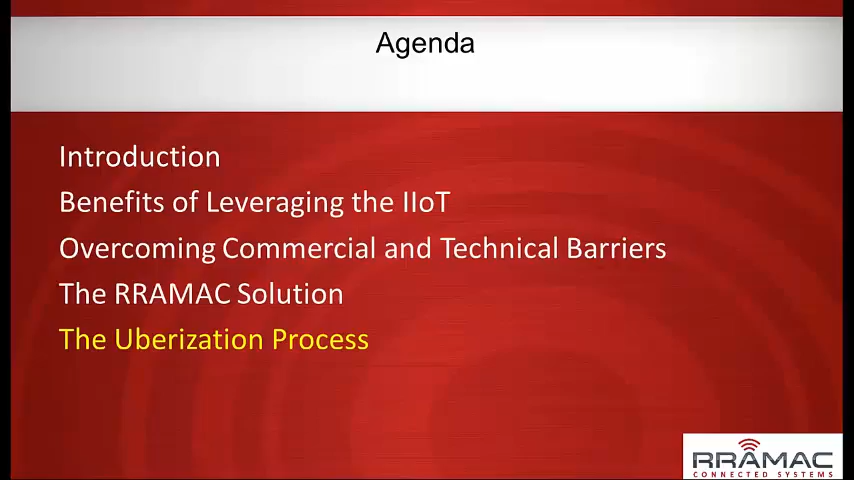 Agenda
Introduction
Benefits of Leveraging the IIoT
Overcoming Commercial and Technical Barriers
The RRAMAC Solution
The Uberization Process
RRAMAC
CONNECTED SYSTEMS